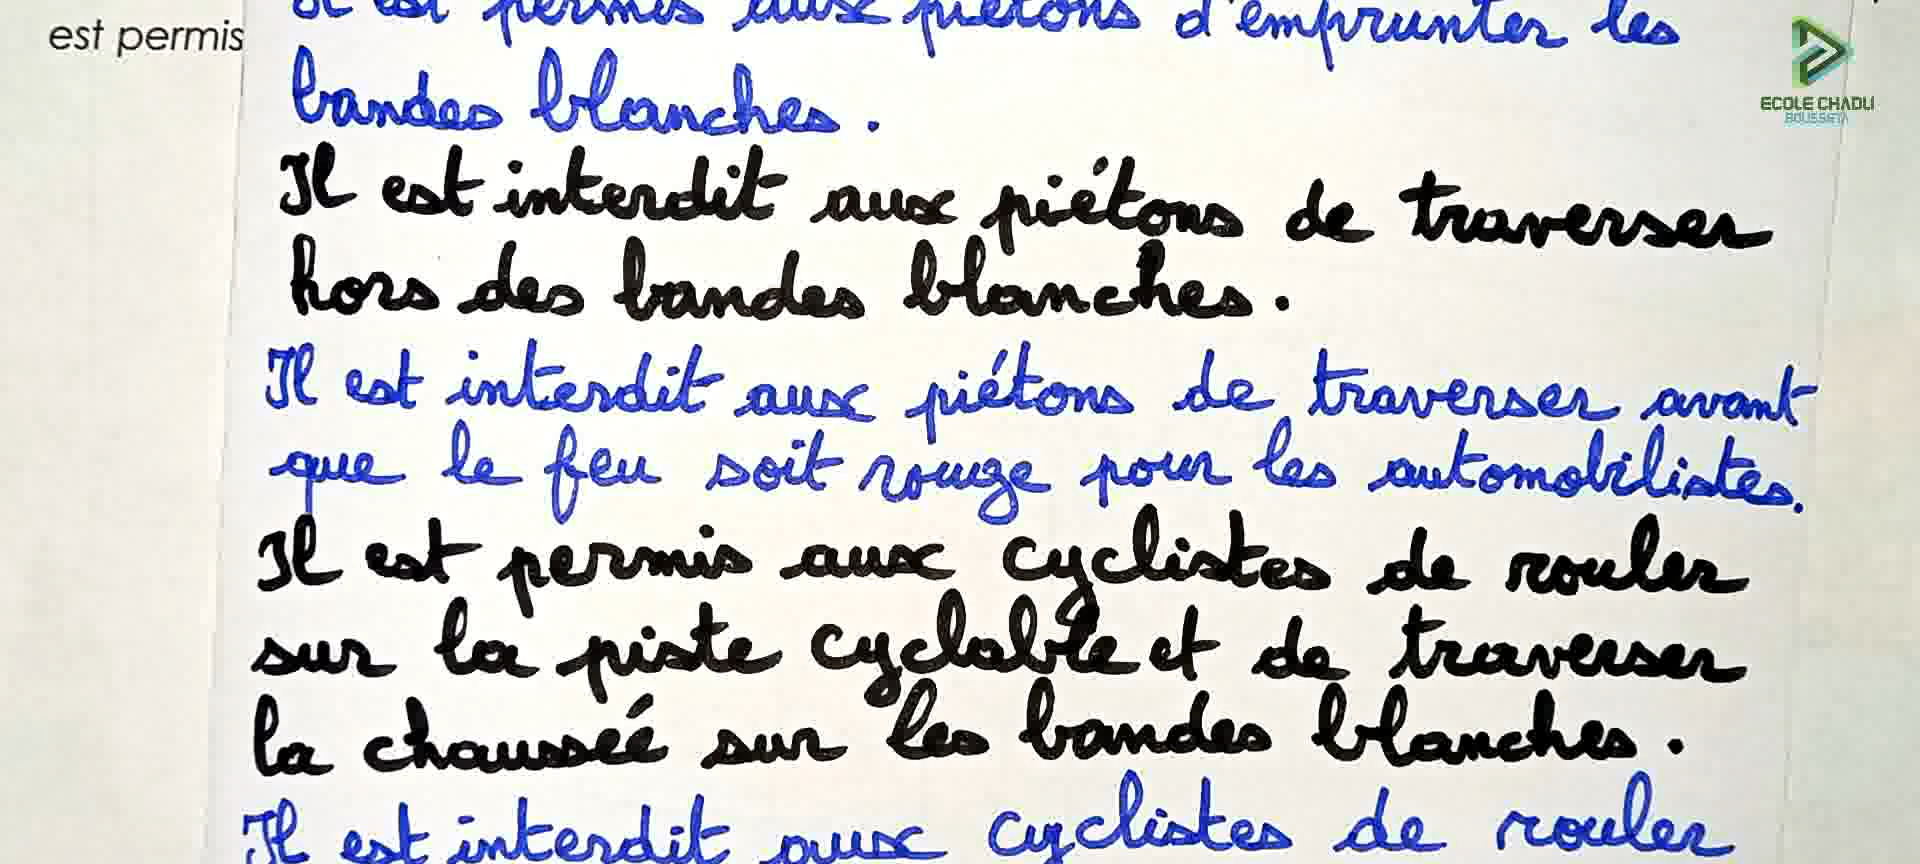 est permis
Il est permis aux piétons d'emprunter les
bandes blanches.
Il est interdit aux piétons de traverser
hors des bandes blanches.
Il est interdit aux piétons de traverser avant
que le feu soit rouge pour les automobilistes.
Il est permis aux cyclistes de rouler
sur la piste cyclable et de traverser
la chausséé sur les bandes blanches.
Il est interdit aux cyclistes de rouler
ECOLE CHADLI
BOUSSETA